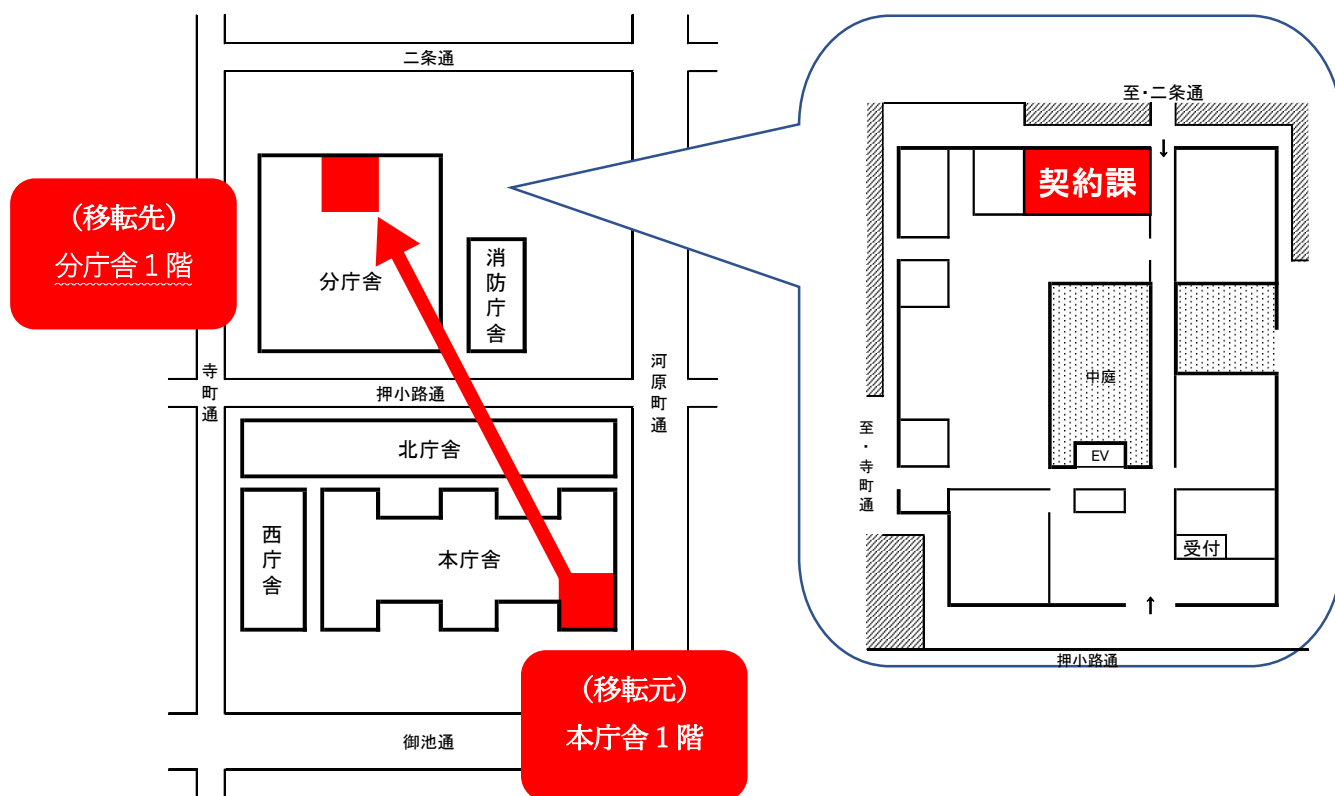 二条通
至・二条通
契約課
(移転先)
分庁舎1階
分庁舎
消防庁舎
寺町通
河原町通
押小路通
中庭
EV
至・寺町通
北庁舎
西庁舎
本庁舎
受付
(移転元)
本庁舎1階
押小路通
御池通